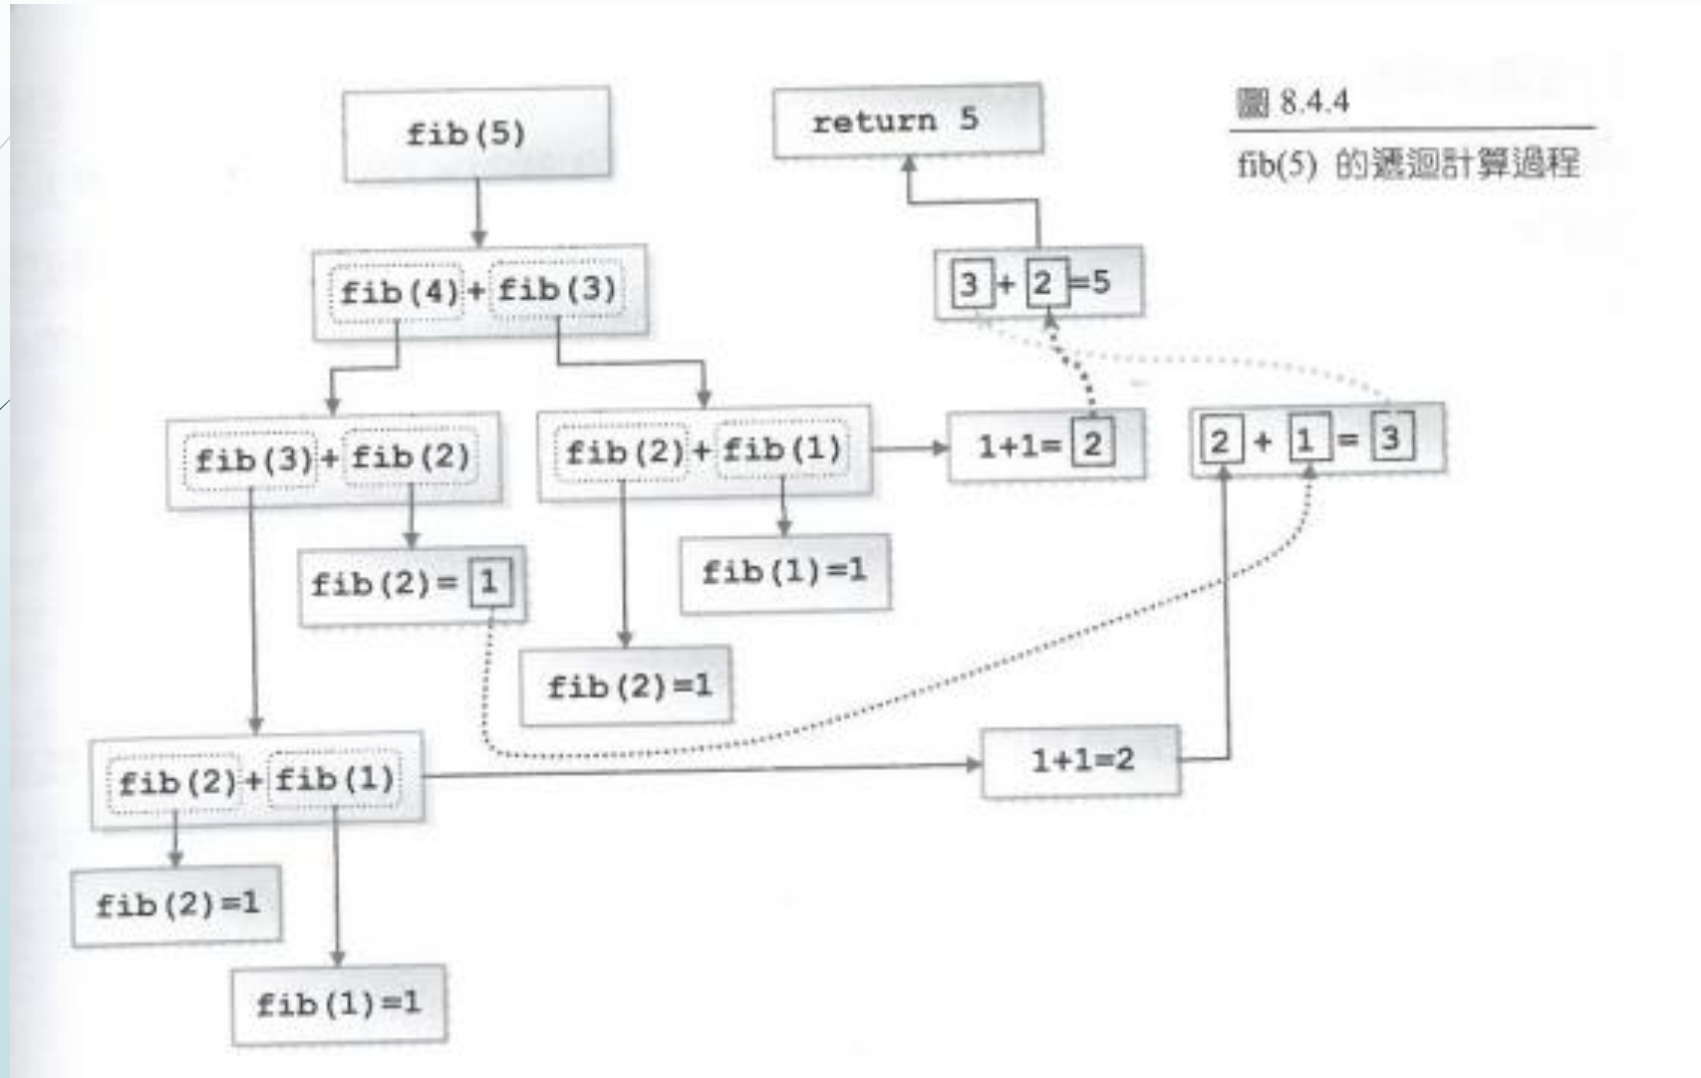 fib(5)
return 5
圖 8.4.4
fib(5) 的遞迴計算過程
fib(4)+fib(3)
3 + 2=5
fib(3)+fib(2)
fib(2)+fib(1)
1+1= 2
2 + 1 = 3
fib(2)= 1
fib(1)=1
fib(2)=1
fib(2)+fib(1)
1+1=2
fib(2)=1
fib(1)=1